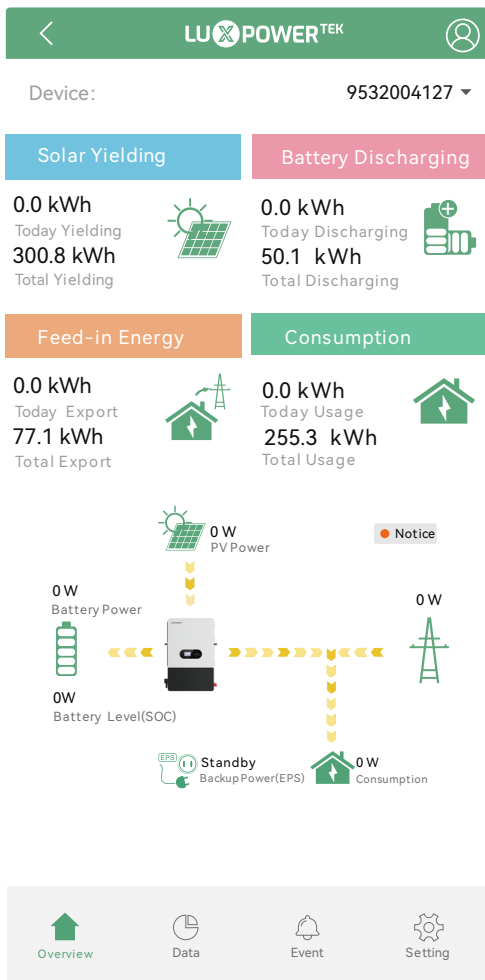 LUXPOWERTEK
Device: 9532004127
Solar Yielding
Battery Discharging
0.0 kWh
Today Yielding
300.8 kWh
Total Yielding
0.0 kWh
Today Discharging
50.1 kWh
Total Discharging
Feed-in Energy
Consumption
0.0 kWh
Today Export
77.1 kWh
Total Export
0.0 kWh
Today Usage
255.3 kWh
Total Usage
0 W
PV Power
Notice
0 W
Battery Power
0 W
0W
Battery Level(SOC)
EPS
Standby
Backup Power(EPS)
0 W
Consumption
Overview
Data
Event
Setting